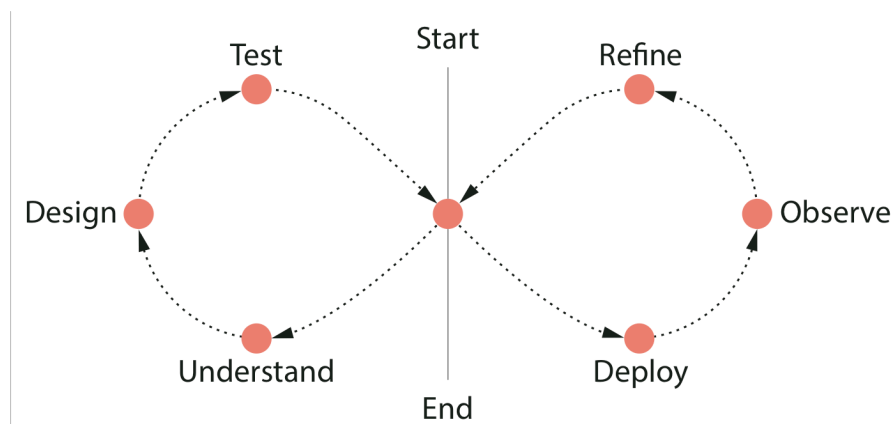 Start
Test
Refine
Design
Observe
Understand
Deploy
End